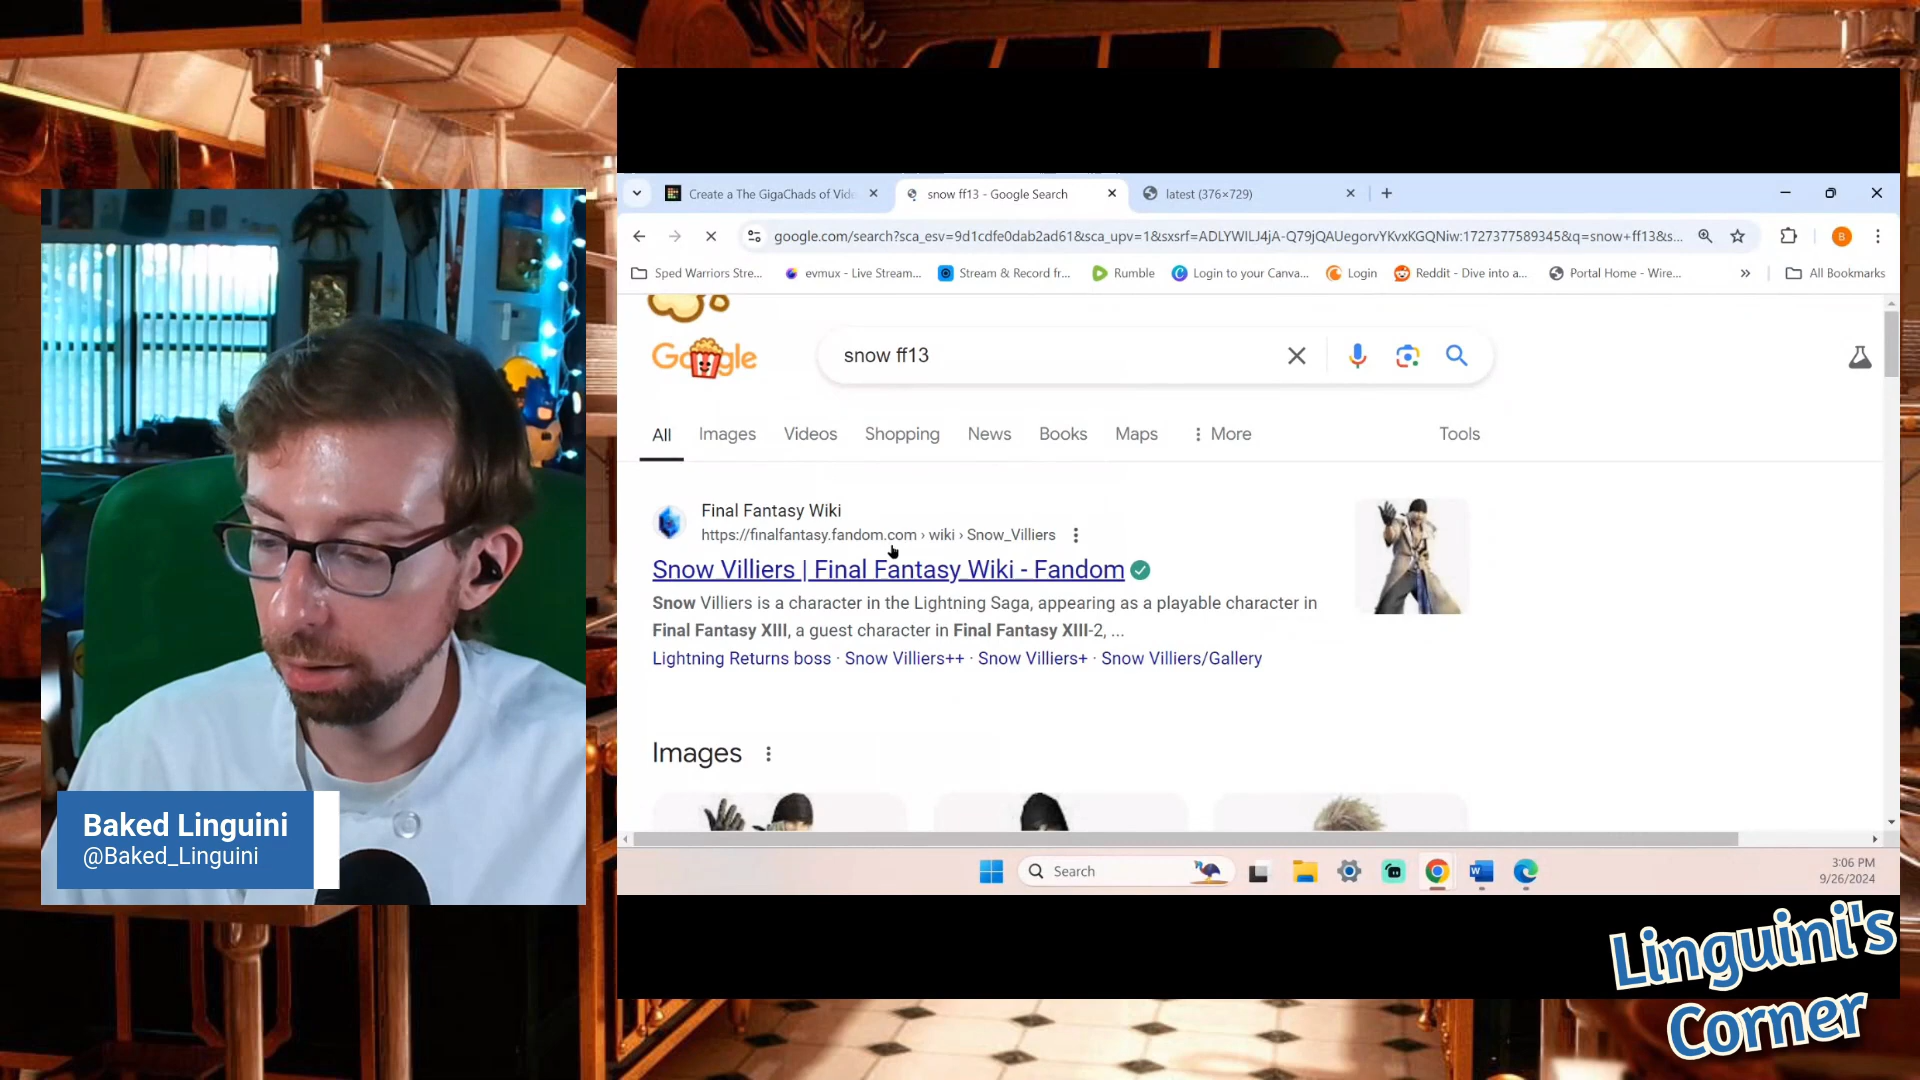 Create a The GigaChads of Vid
snow ff13 - Google Search
latest (376×729)
google.com/search?sca_esv=9d1cdfe0dab2ad61&sca_upv=1&sxsrf=ADLYWILJ4jA-Q79jQAUegorvYKvxKGQNiw:1727377589345&q=snow+ff13&s...
Sped Warriors Stre...
evmux - Live Stream...
Stream & Record fr...
Rumble
Login to your Canva...
Login
Reddit - Dive into a...
Portal Home - Wire...
All Bookmarks
Google
snow ff13
All
Images
Videos
Shopping
News
Books
Maps
More
Tools
Final Fantasy Wiki
https://finalfantasy.fandom.com › wiki › Snow_Villiers
Snow Villiers | Final Fantasy Wiki - Fandom
Snow Villiers is a character in the Lightning Saga, appearing as a playable character in
Final Fantasy XIII, a guest character in Final Fantasy XIII-2, ...
Lightning Returns boss · Snow Villiers++ · Snow Villiers+ · Snow Villiers/Gallery
Images
Search
3:06 PM
9/26/2024
Baked Linguini
@Baked_Linguini
Linguini's
Corner